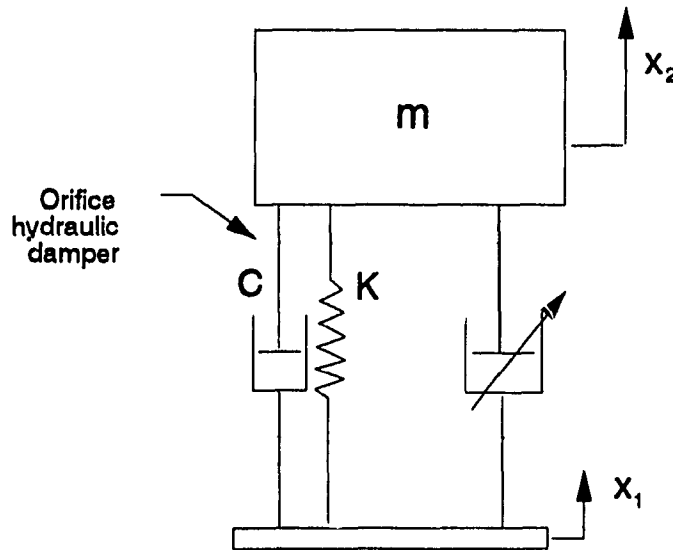 m
X₂
Orifice
hydraulic
damper
C
K
X₁